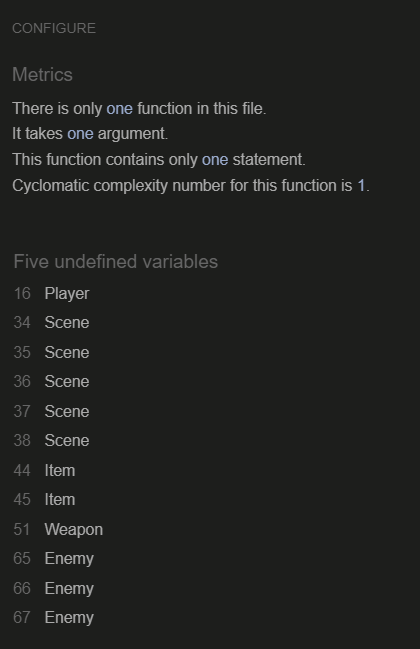 CONFIGURE
Metrics
There is only one function in this file.
It takes one argument.
This function contains only one statement.
Cyclomatic complexity number for this function is 1.
Five undefined variables
16 Player
34 Scene
35 Scene
36 Scene
37 Scene
38 Scene
44 Item
45 Item
51 Weapon
65 Enemy
66 Enemy
67 Enemy